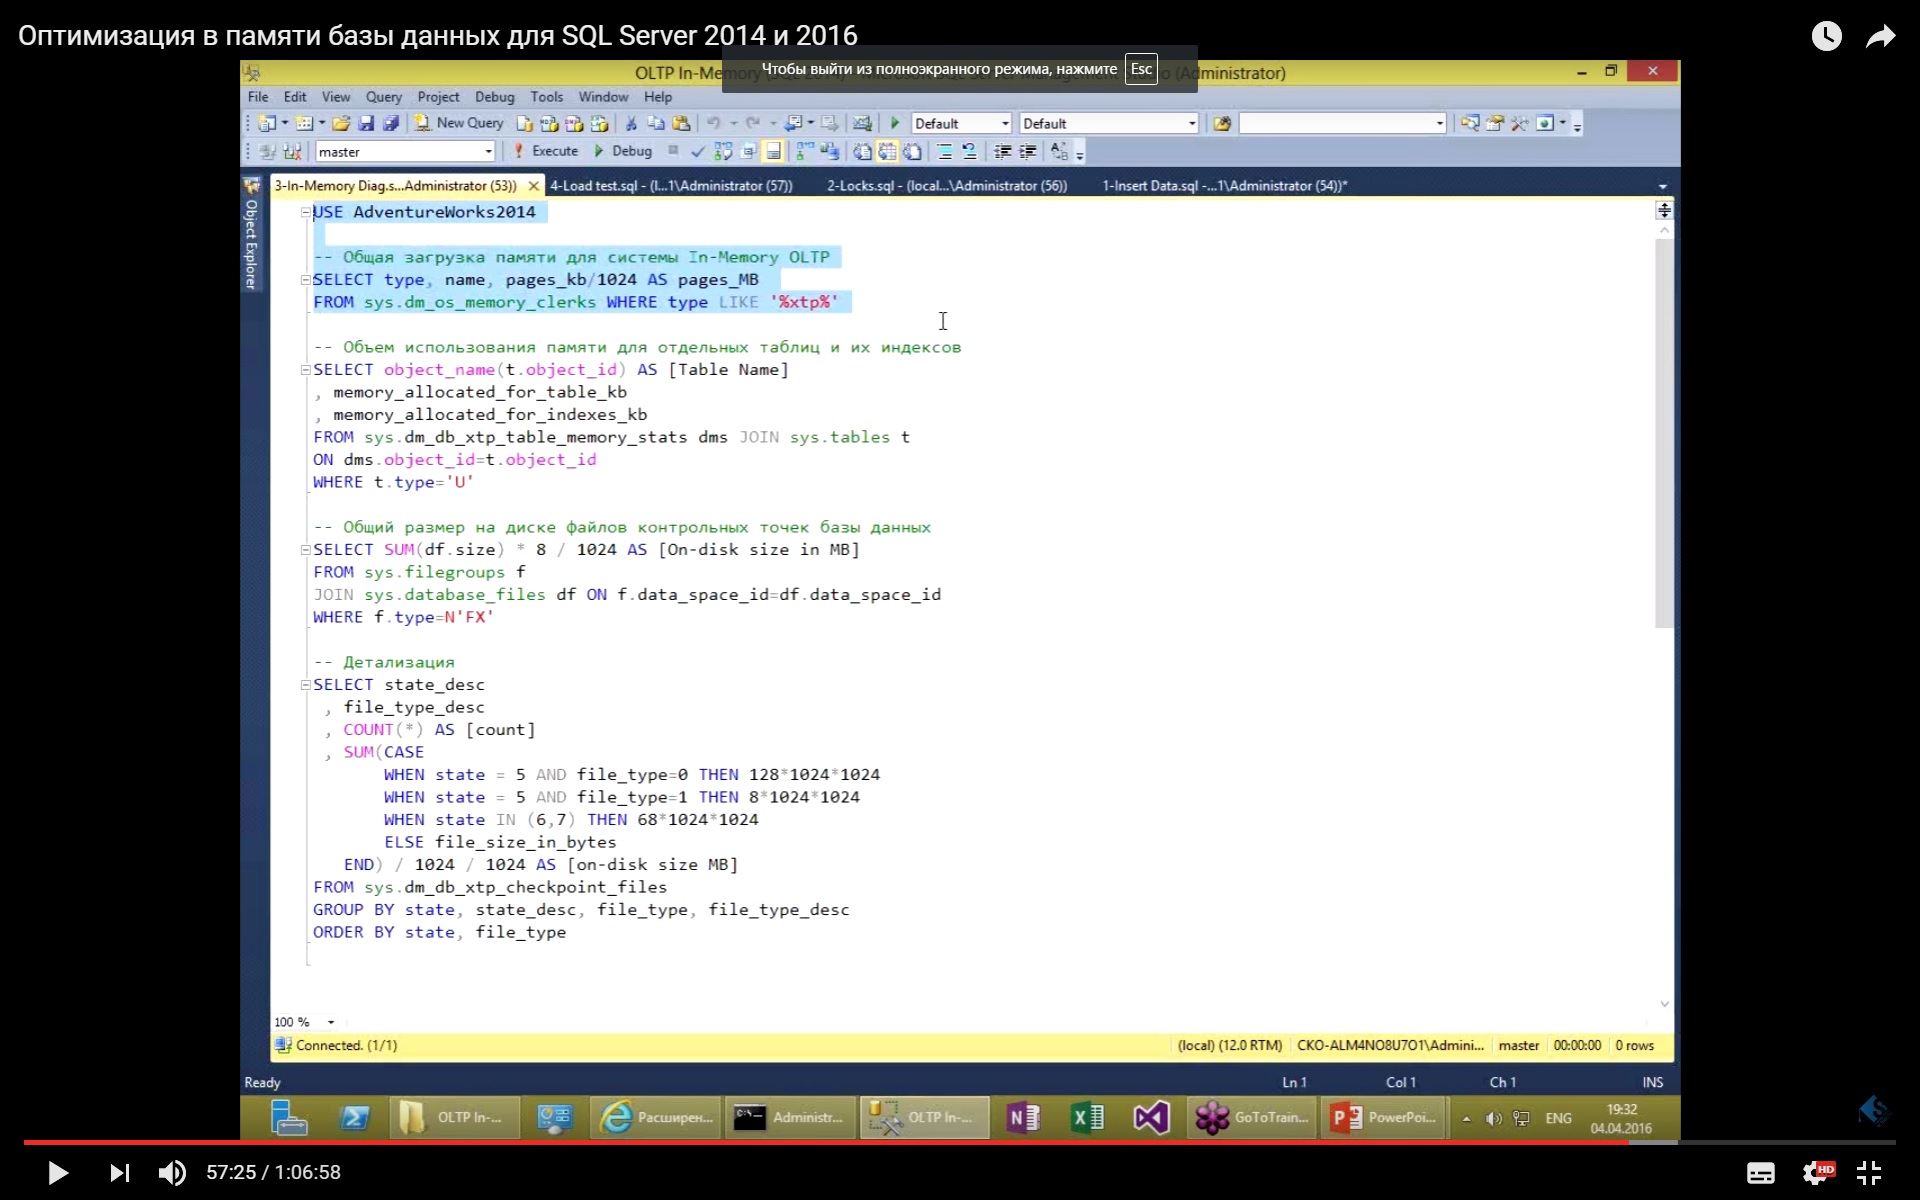 Оптимизация в памяти базы данных для SQL Server 2014 и 2016
Чтобы выйти из полноэкранного режима, нажмите Esc
OLTP In-Mem (Administrator)
File Edit View Query Project Debug Tools Window Help
New Query Default Default
master Execute Debug
3-In-Memory Diag.s...Administrator (53)) 4-Load test.sql - (l...1\Administrator (57)) 2-Locks.sql - (local...\Administrator (56)) 1-Insert Data.sql -...1\Administrator (54))*
Object Explorer
USE AdventureWorks2014
-- Общая загрузка памяти для системы In-Memory OLTP
SELECT type, name, pages_kb/1024 AS pages_MB
FROM sys.dm_os_memory_clerks WHERE type LIKE '%xtp%'
-- Объем использования памяти для отдельных таблиц и их индексов
SELECT object_name(t.object_id) AS [Table Name]
, memory_allocated_for_table_kb
, memory_allocated_for_indexes_kb
FROM sys.dm_db_xtp_table_memory_stats dms JOIN sys.tables t
ON dms.object_id=t.object_id
WHERE t.type='U'
-- Общий размер на диске файлов контрольных точек базы данных
SELECT SUM(df.size) * 8 / 1024 AS [On-disk size in MB]
FROM sys.filegroups f
JOIN sys.database_files df ON f.data_space_id=df.data_space_id
WHERE f.type=N'FX'
-- Детализация
SELECT state_desc
, file_type_desc
, COUNT(*) AS [count]
, SUM(CASE
WHEN state = 5 AND file_type=0 THEN 128*1024*1024
WHEN state = 5 AND file_type=1 THEN 8*1024*1024
WHEN state IN (6,7) THEN 68*1024*1024
ELSE file_size_in_bytes
END) / 1024 / 1024 AS [on-disk size MB]
FROM sys.dm_db_xtp_checkpoint_files
GROUP BY state, state_desc, file_type, file_type_desc
ORDER BY state, file_type
100 %
Connected. (1/1) (local) (12.0 RTM) CKO-ALM4NO8U7O1\Admini... master 00:00:00 0 rows
Ready Ln 1 Col 1 Ch 1 INS
OLTP In-... Расширен... Administr... OLTP In-... GoToTrain... PowerPoi... ENG 19:32
04.04.2016
57:25 / 1:06:58 HD